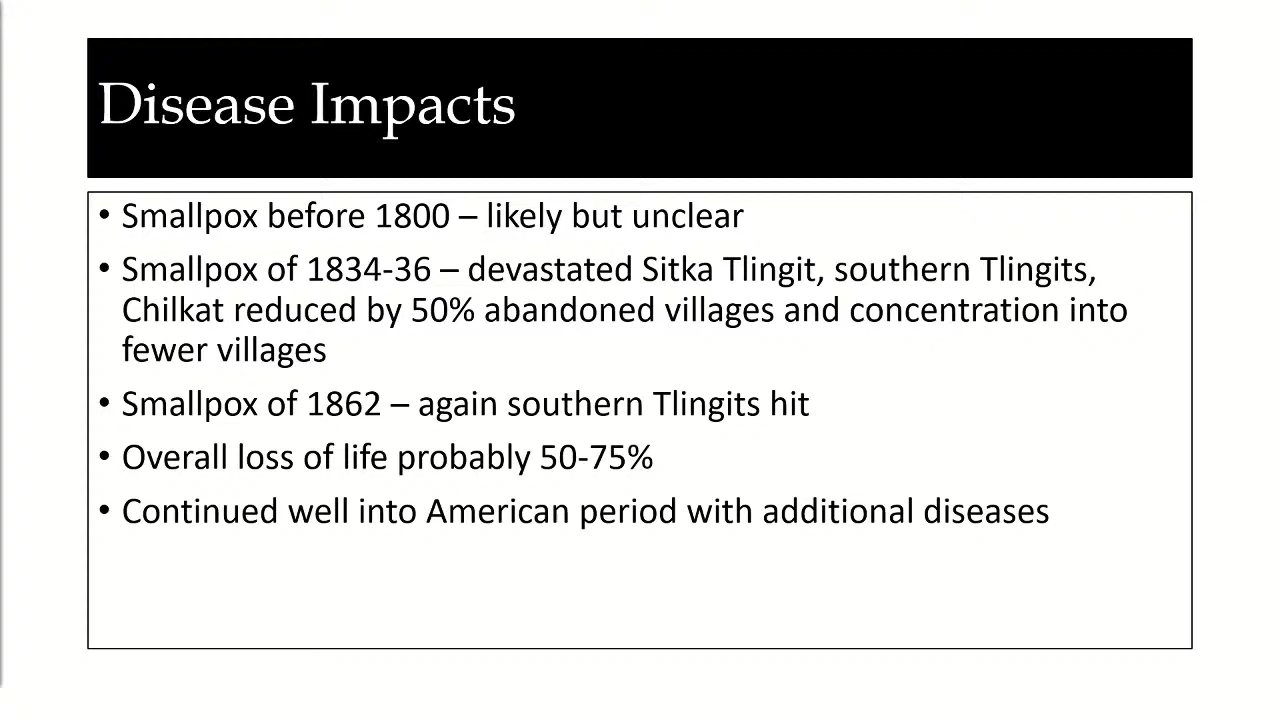 Disease Impacts
• Smallpox before 1800 – likely but unclear
• Smallpox of 1834-36 – devastated Sitka Tlingit, southern Tlingits,
Chilkat reduced by 50% abandoned villages and concentration into
fewer villages
• Smallpox of 1862 – again southern Tlingits hit
• Overall loss of life probably 50-75%
• Continued well into American period with additional diseases